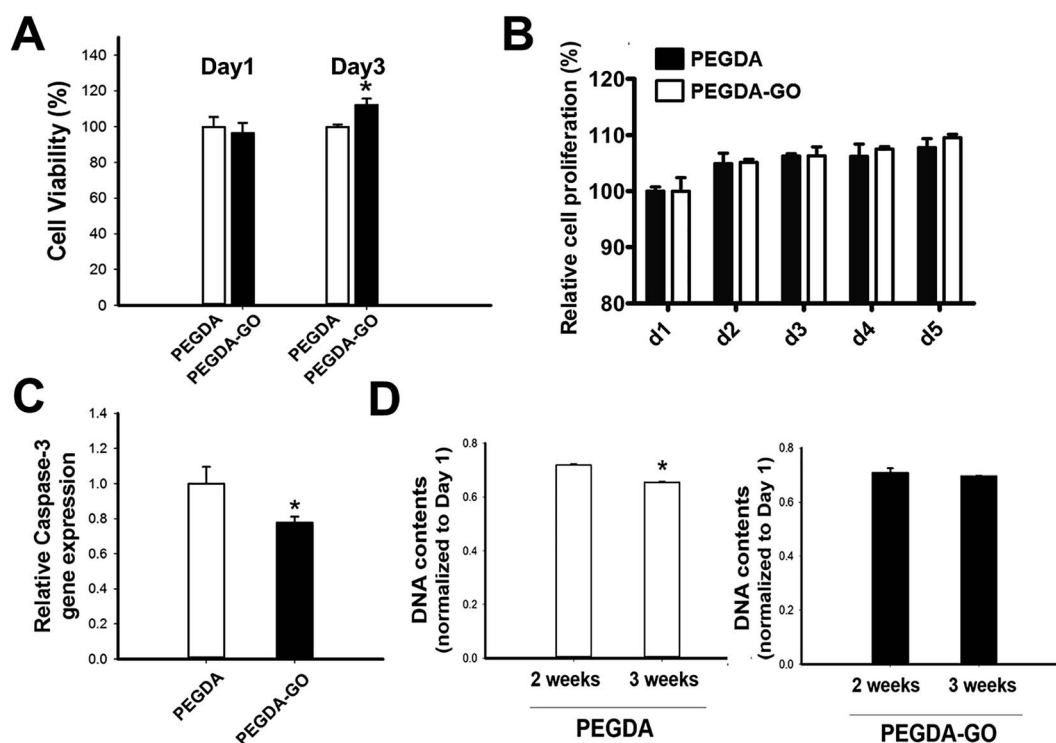 A
Cell Viability (%)
140
120
100
80
60
40
20
0
Day1
Day3
*
PEGDA
PEGDA-GO
PEGDA
PEGDA-GO
B
Relative cell proliferation (%)
120
110
100
90
80
PEGDA
PEGDA-GO
d1
d2
d3
d4
d5
C
Relative Caspase-3
gene expression
1.4
1.2
1.0
0.8
0.6
0.4
0.2
0.0
*
PEGDA
PEGDA-GO
D
DNA contents
(normalized to Day 1)
0.8
0.6
0.4
0.2
0.0
*
2 weeks
3 weeks
PEGDA
DNA contents
(normalized to Day 1)
0.8
0.6
0.4
0.2
0.0
2 weeks
3 weeks
PEGDA-GO